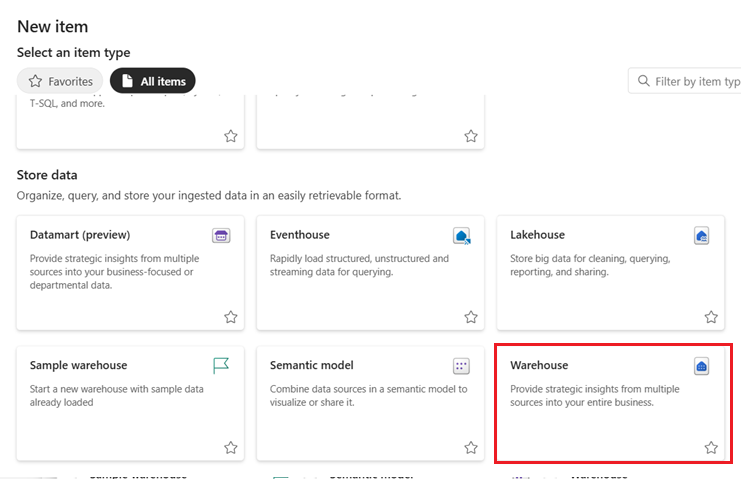 New item
Select an item type
Favorites
All items
Filter by item typ
T-SQL, and more.
Store data
Organize, query, and store your ingested data in an easily retrievable format.
Datamart (preview)
Provide strategic insights from multiple
sources into your business-focused or
departmental data.
Eventhouse
Rapidly load structured, unstructured and
streaming data for querying.
Lakehouse
Store big data for cleaning, querying,
reporting, and sharing.
Sample warehouse
Start a new warehouse with sample data
already loaded
Semantic model
Combine data sources in a semantic model to
visualize or share it.
Warehouse
Provide strategic insights from multiple
sources into your entire business.
Sample warehouse
Semantic model
Warehouse